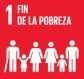 1 FIN
DE LA POBREZA